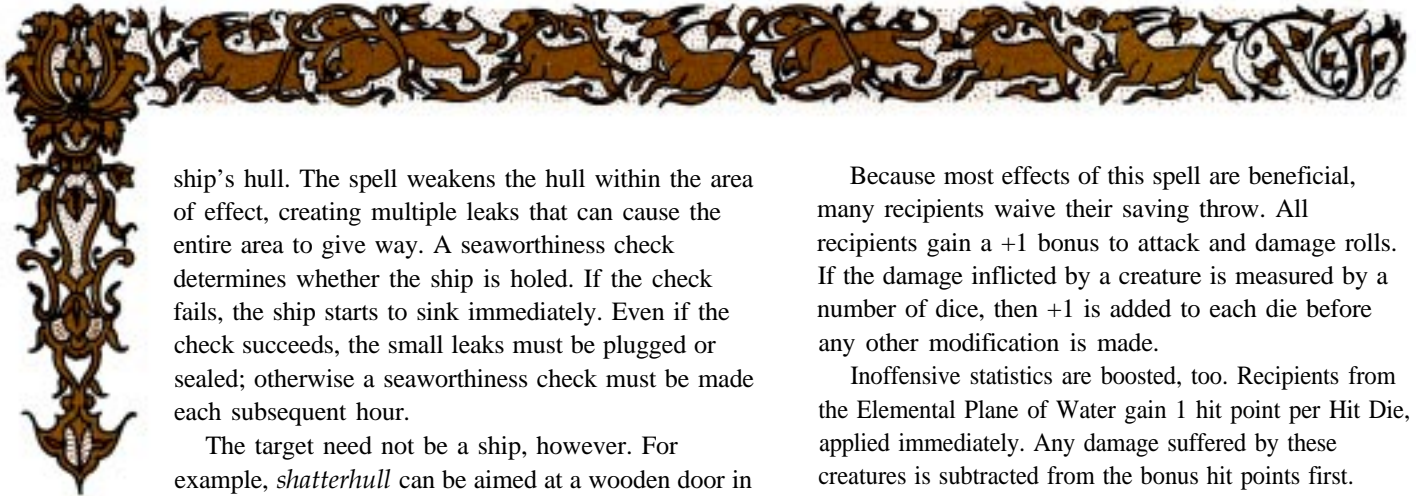 ship's hull. The spell weakens the hull within the area
of effect, creating multiple leaks that can cause the
entire area to give way. A seaworthiness check
determines whether the ship is holed. If the check
fails, the ship starts to sink immediately. Even if the
check succeeds, the small leaks must be plugged or
sealed; otherwise a seaworthiness check must be made
each subsequent hour.
The target need not be a ship, however. For
example, shatterhull can be aimed at a wooden door in
Because most effects of this spell are beneficial,
many recipients waive their saving throw. All
recipients gain a +1 bonus to attack and damage rolls.
If the damage inflicted by a creature is measured by a
number of dice, then +1 is added to each die before
any other modification is made.
Inoffensive statistics are boosted, too. Recipients from
the Elemental Plane of Water gain 1 hit point per Hit Die,
applied immediately. Any damage suffered by these
creatures is subtracted from the bonus hit points first.